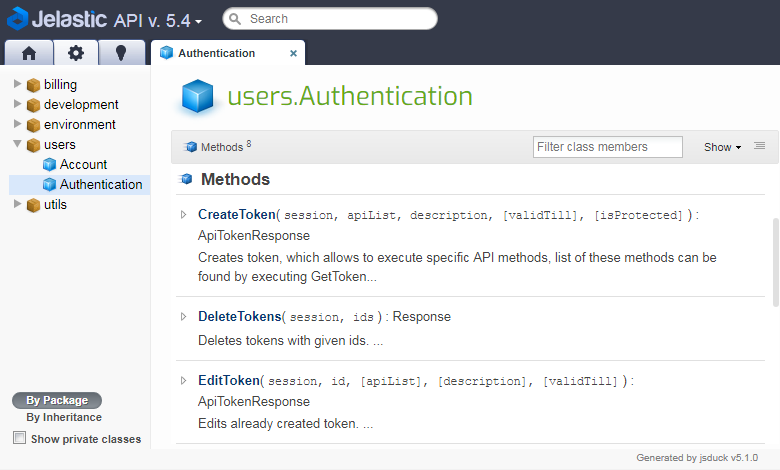 Jelastic API v. 5.4
Search
Authentication
billing
development
environment
users
Account
Authentication
utils
By Package
By Inheritance
Show private classes
users.Authentication
Methods 8
Filter class members
Show
Methods
CreateToken( session, apiList, description, [validTill], [isProtected] ) :
ApiTokenResponse
Creates token, which allows to execute specific API methods, list of these methods can be
found by executing GetToken...
DeleteTokens( session, ids ) : Response
Deletes tokens with given ids. ...
EditToken( session, id, [apiList], [description], [validTill] ) :
ApiTokenResponse
Edits already created token. ...
Generated by jsduck v5.1.0